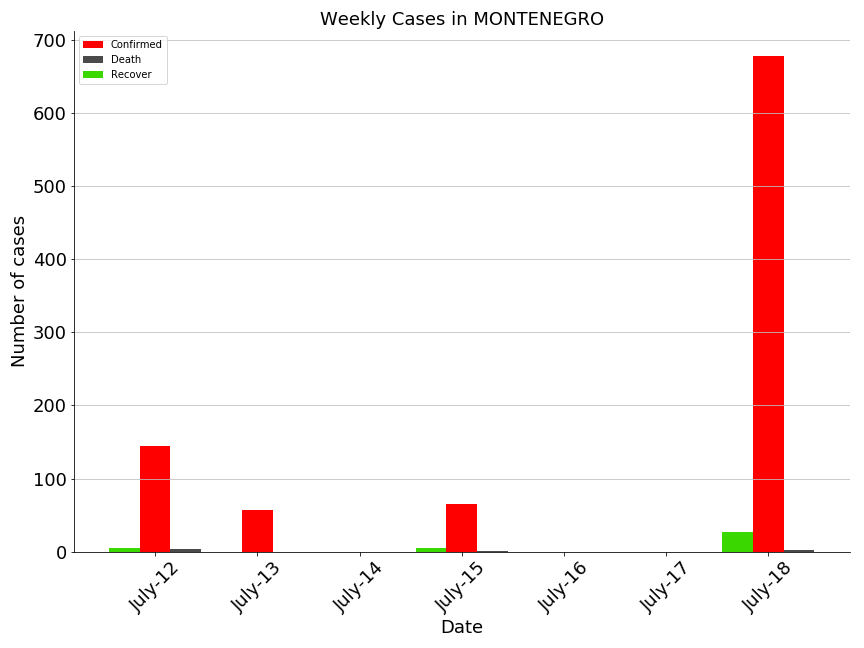 Weekly Cases in MONTENEGRO
Confirmed
Death
Recover
Number of cases
700
600
500
400
300
200
100
0
July-12
July-13
July-14
July-15
July-16
July-17
July-18
Date